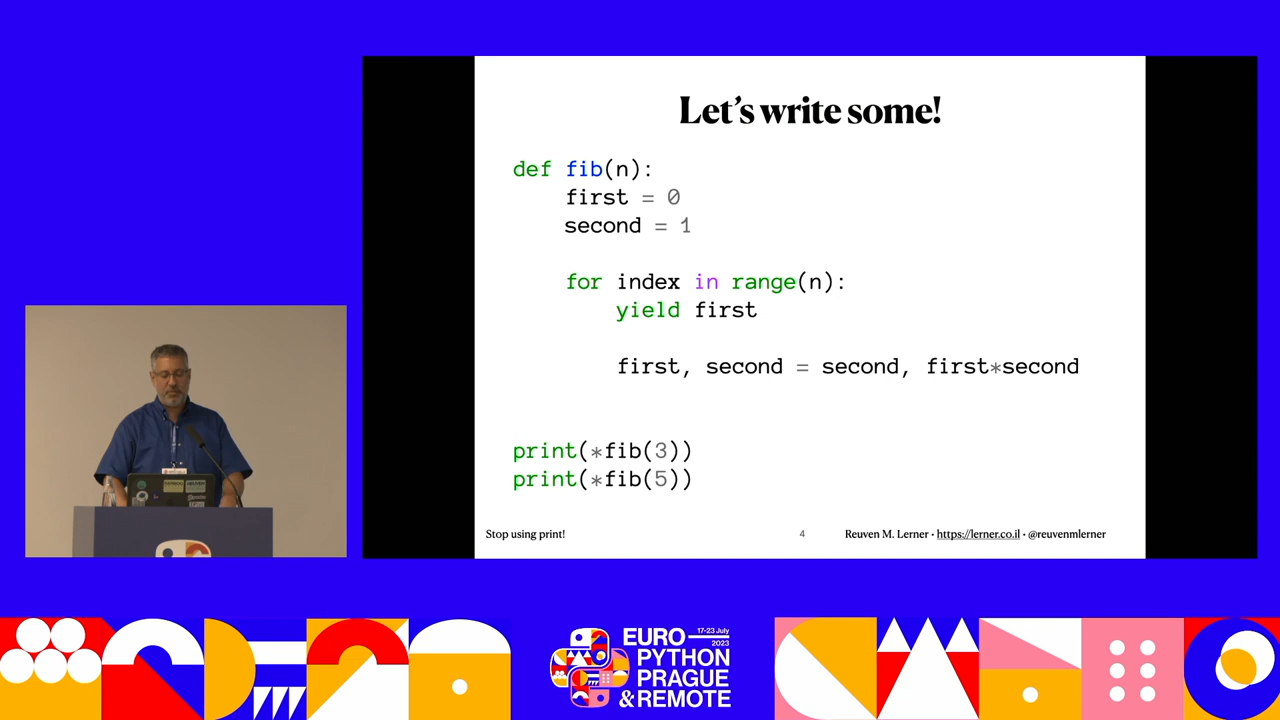 Let's write some!
def fib(n):
    first = 0
    second = 1
    for index in range(n):
        yield first
        first, second = second, first*second
print(*fib(3))
print(*fib(5))
Stop using print!
4
Reuven M. Lerner • https://lerner.co.il • @reuvenmlerner
17-23 July
2023
EURO
PYTHON
PRAGUE
& REMOTE